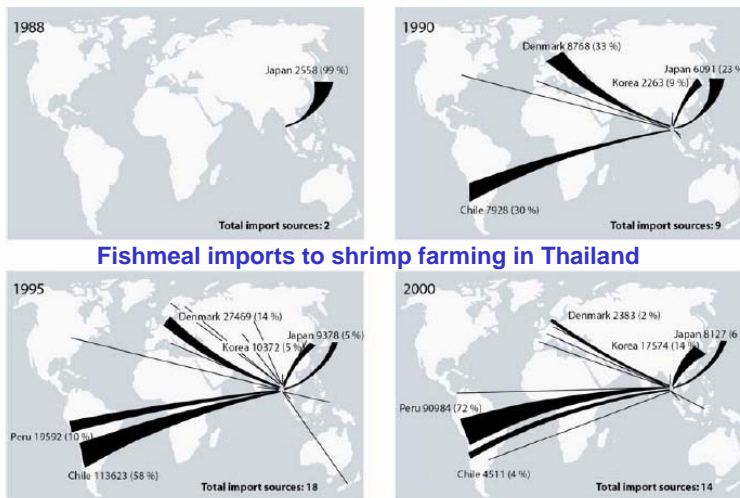 1988
Japan 2558 (99 %)
Total import sources: 2
1990
Denmark 8768 (33 %)
Japan 6091 (23 %
Korea 2263 (9 %)
Chile 7928 (30 %)
Total import sources: 9
Fishmeal imports to shrimp farming in Thailand
1995
Denmark 27469 (14 %)
Japan 9378 (5 %)
Korea 10372 (5 %)
Peru 19592 (10 %)
Chile 113623 (58 %)
Total import sources: 18
2000
Denmark 2383 (2 %)
Japan 8127 (6
Korea 17574 (14 %)
Peru 90984 (72 %)
Chile 4511 (4 %)
Total import sources: 14